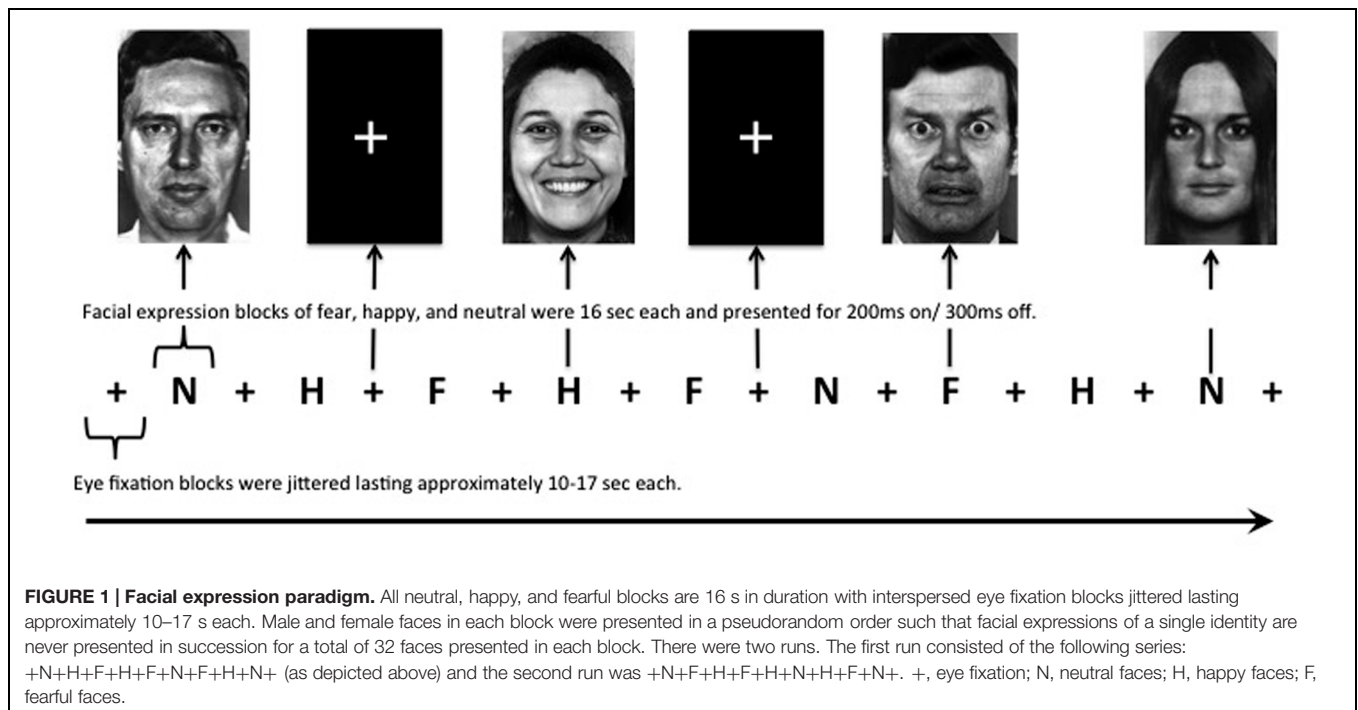 Facial expression blocks of fear, happy, and neutral were 16 sec each and presented for 200ms on/ 300ms off.
+ N + H + F + H + F + N + F + H + N +
Eye fixation blocks were jittered lasting approximately 10-17 sec each.
FIGURE 1 | Facial expression paradigm. All neutral, happy, and fearful blocks are 16 s in duration with interspersed eye fixation blocks jittered lasting
approximately 10–17 s each. Male and female faces in each block were presented in a pseudorandom order such that facial expressions of a single identity are
never presented in succession for a total of 32 faces presented in each block. There were two runs. The first run consisted of the following series:
+N+H+F+H+F+N+F+H+N+ (as depicted above) and the second run was +N+F+H+F+H+N+H+F+N+. +, eye fixation; N, neutral faces; H, happy faces; F,
fearful faces.